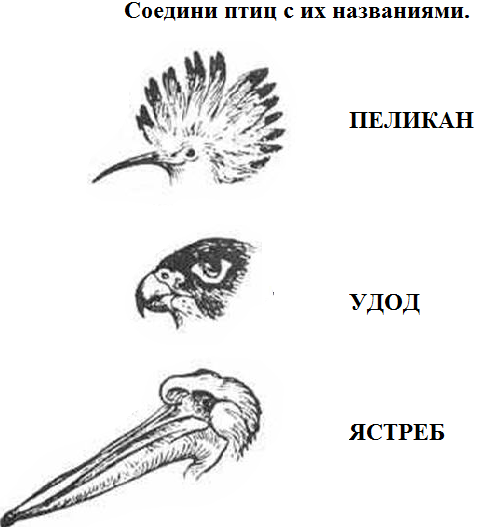 Соедини птиц с их названиями.
ПЕЛИКАН
УДОД
ЯСТРЕБ